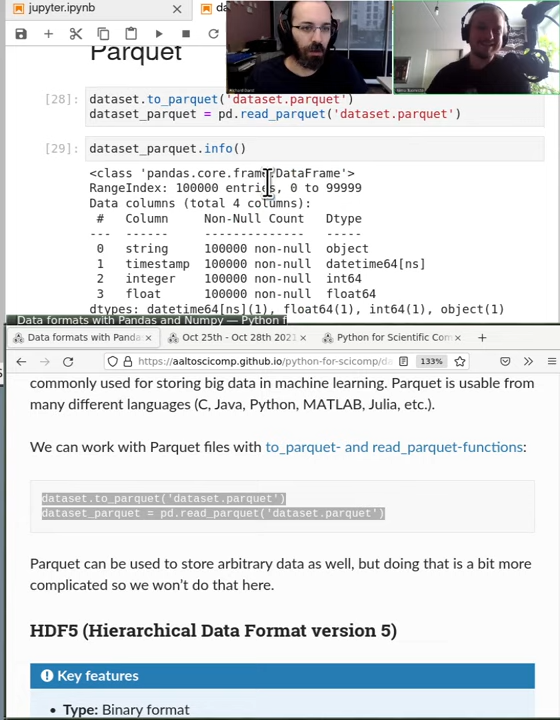 jupyter.ipynb
da
Parquet
[28]: dataset.to_parquet('dataset.parquet')
dataset_parquet = pd.read_parquet('dataset.parquet')
[29]: dataset_parquet.info()
<class 'pandas.core.frame.DataFrame'>
RangeIndex: 100000 entries, 0 to 99999
Data columns (total 4 columns):
# Column Non-Null Count Dtype
--- ------ -------------- -----
0 string 100000 non-null object
1 timestamp 100000 non-null datetime64[ns]
2 integer 100000 non-null int64
3 float 100000 non-null float64
dtypes: datetime64[ns](1), float64(1), int64(1), object(1)
Data formats with Pandas and Numpy — Python f
Data formats with Panda Oct 25th - Oct 28th 2021 Python for Scientific Com
https://aaltoscicomp.github.io/python-for-scicomp/da 133%
commonly used for storing big data in machine learning. Parquet is usable from
many different languages (C, Java, Python, MATLAB, Julia, etc.).
We can work with Parquet files with to_parquet- and read_parquet-functions:
dataset.to_parquet('dataset.parquet')
dataset_parquet = pd.read_parquet('dataset.parquet')
Parquet can be used to store arbitrary data as well, but doing that is a bit more
complicated so we won't do that here.
HDF5 (Hierarchical Data Format version 5)
Key features
• Type: Binary format